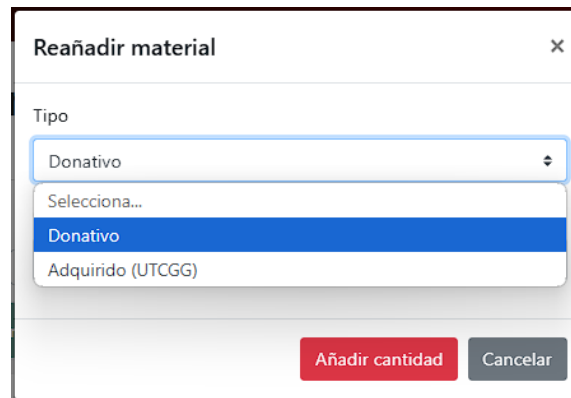 Reañadir material
×
Tipo
Donativo
Selecciona...
Donativo
Adquirido (UTCGG)
Añadir cantidad Cancelar